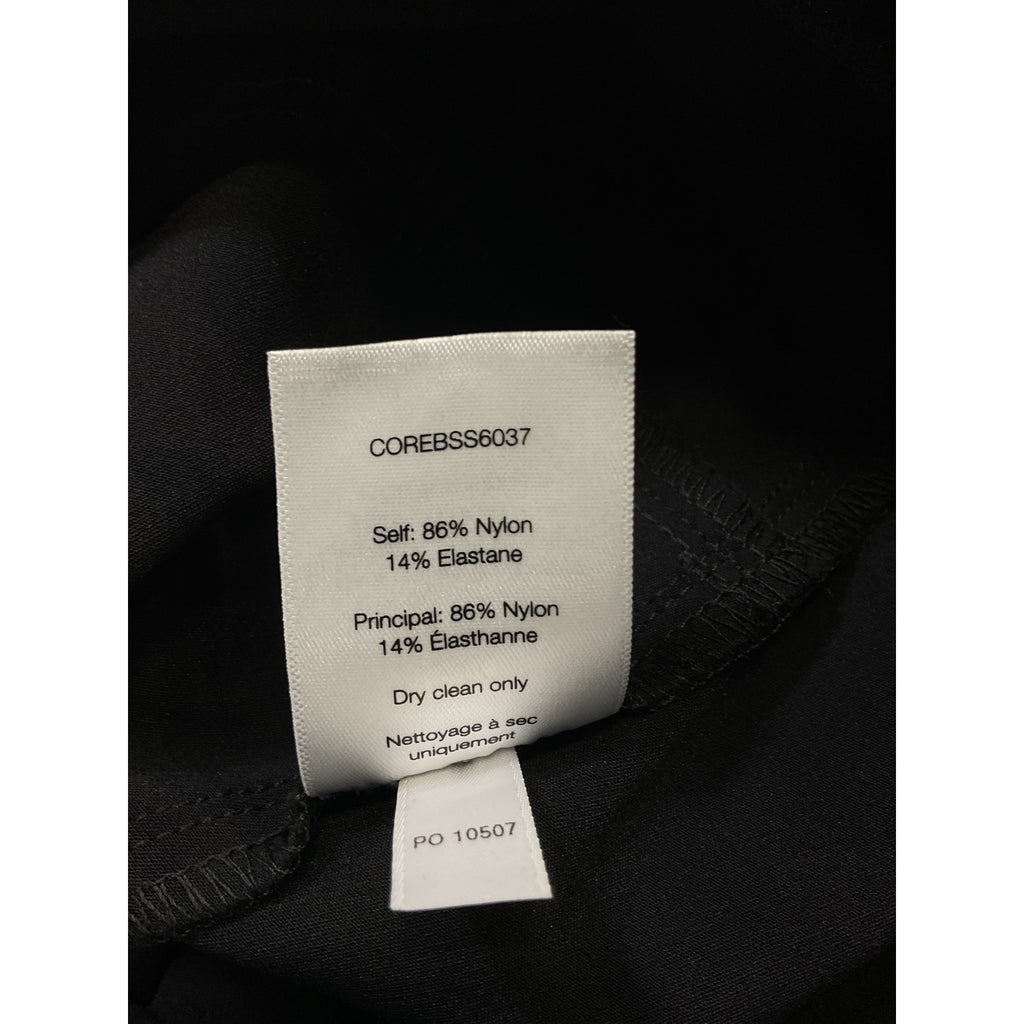 COREBSS6037
Self: 86% Nylon
14% Elastane
Principal: 86% Nylon
14% Élasthanne
Dry clean only
Nettoyage à sec
uniquement
PO 10507